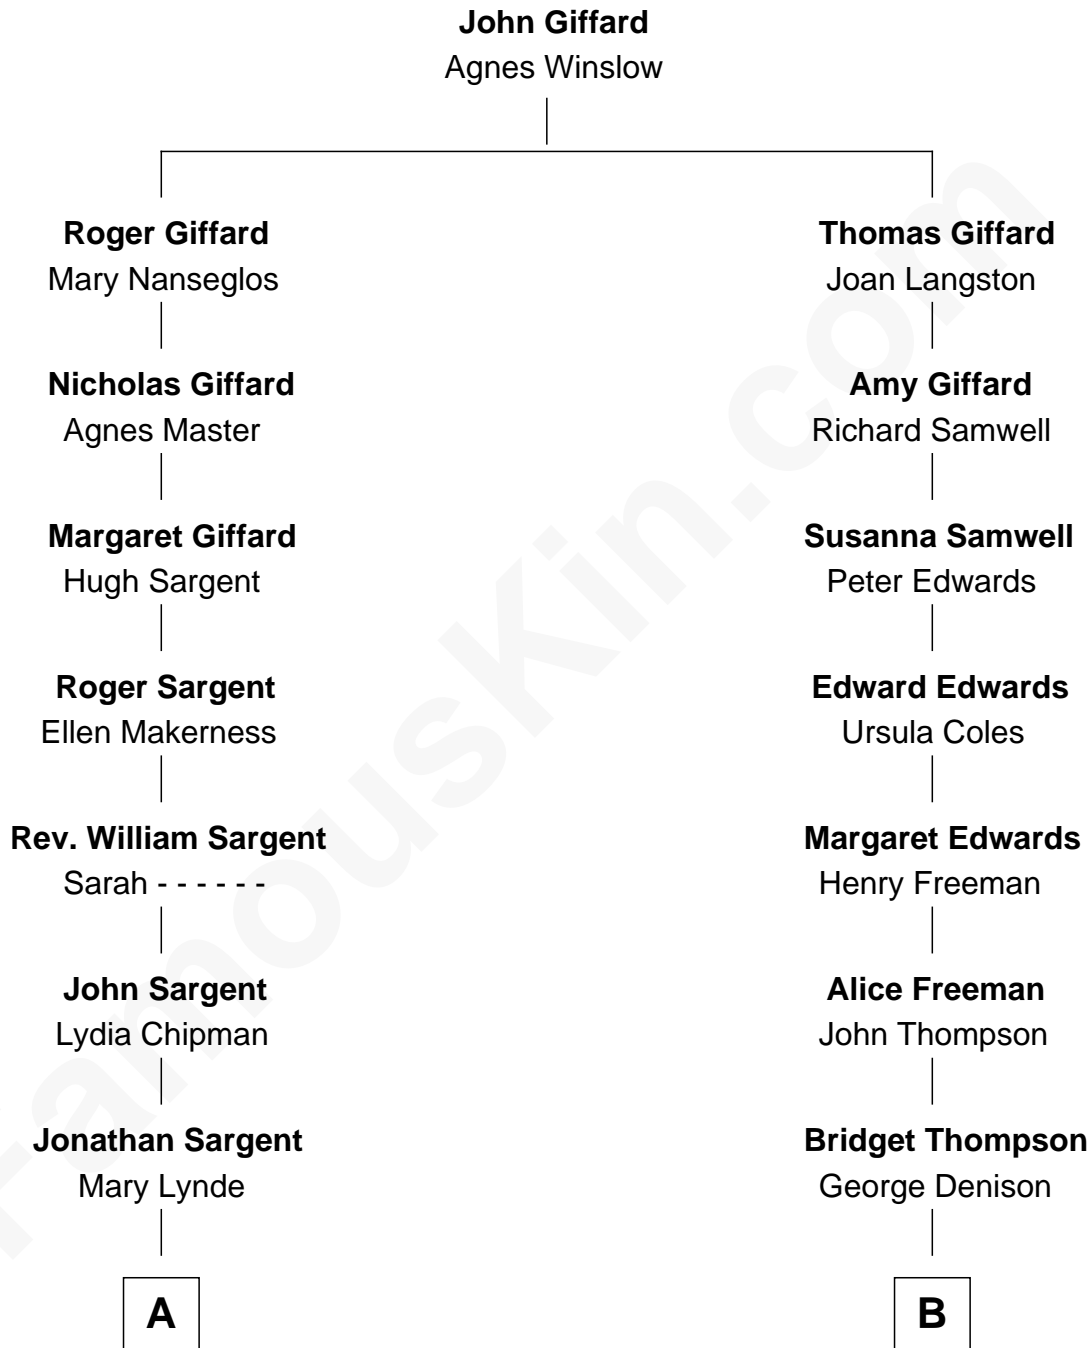 John Giffard
Agnes Winslow
Roger Giffard
Mary Nanseglos
Nicholas Giffard
Agnes Master
Margaret Giffard
Hugh Sargent
Roger Sargent
Ellen Makerness
Rev. William Sargent
Sarah - - - - - -
John Sargent
Lydia Chipman
Jonathan Sargent
Mary Lynde
A
Thomas Giffard
Joan Langston
Amy Giffard
Richard Samwell
Susanna Samwell
Peter Edwards
Edward Edwards
Ursula Coles
Margaret Edwards
Henry Freeman
Alice Freeman
John Thompson
Bridget Thompson
George Denison
B
FamousKin.com